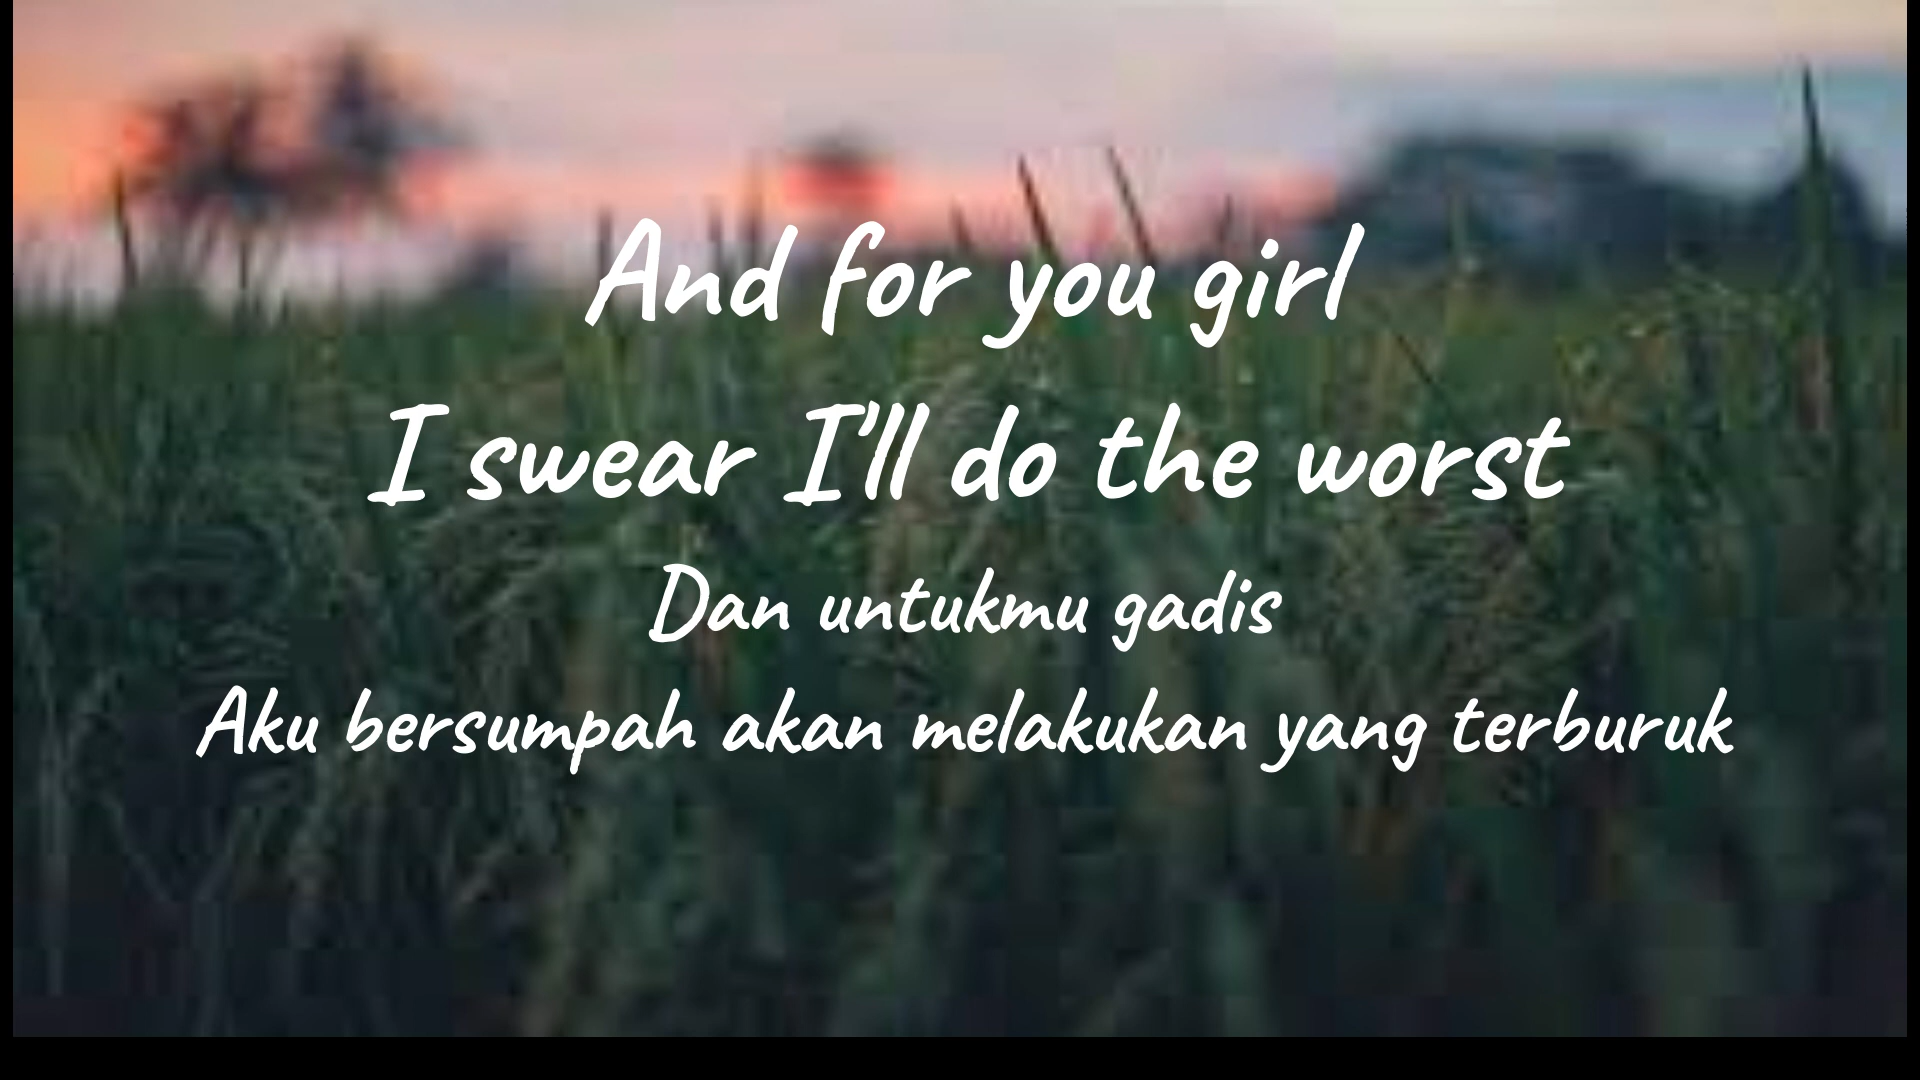 And for you girl
I swear I'll do the worst
Dan untukmu gadis
Aku bersumpah akan melakukan yang terburuk